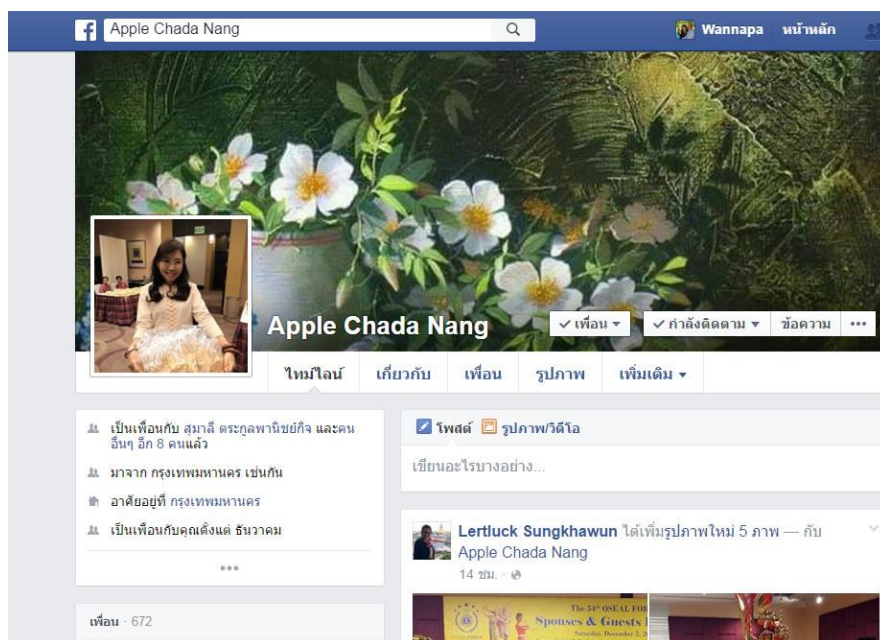 Apple Chada Nang
Wannapa
หน้าหลัก
Apple Chada Nang
เพื่อน
กำลังติดตาม
ข้อความ
ไทม์ไลน์
เกี่ยวกับ
เพื่อน
รูปภาพ
เพิ่มเติม
เป็นเพื่อนกับ สุมาลี ตระกูลพานิชย์กิจ และคน
อื่นๆ อีก 8 คนแล้ว
มาจาก กรุงเทพมหานคร เช่นกัน
อาศัยอยู่ที่ กรุงเทพมหานคร
เป็นเพื่อนกับคุณตั้งแต่ ธันวาคม
เพื่อน · 672
โพสต์
รูปภาพ/วิดีโอ
เขียนอะไรบางอย่าง...
Lertluck Sungkhawun ได้เพิ่มรูปภาพใหม่ 5 ภาพ — กับ
Apple Chada Nang
14 ชม.
The 54th OSEAL FOR
Spouses & Guests
Saturday, December 5, 2